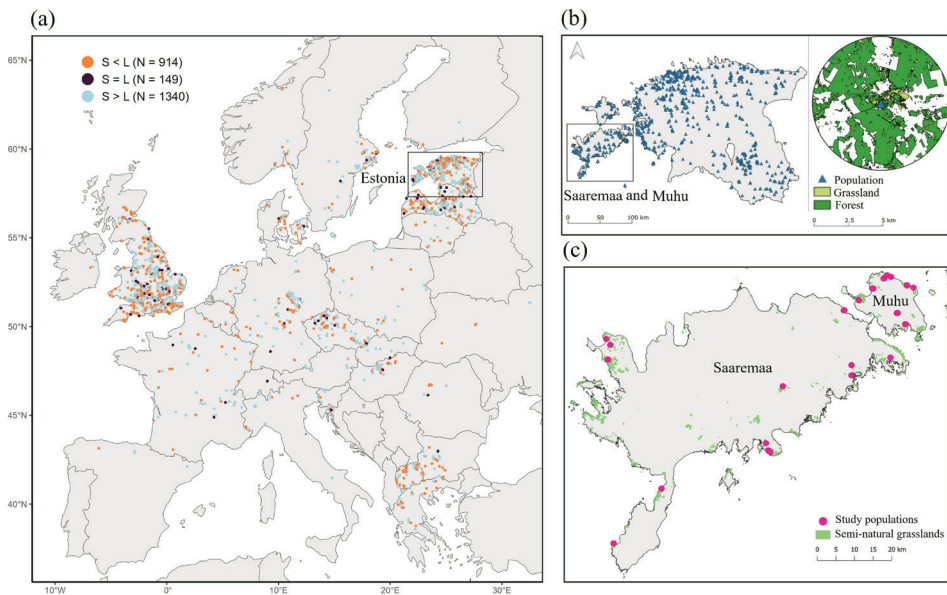 (a)
S < L (N = 914)
S = L (N = 149)
S > L (N = 1340)
65°N
60°N
55°N
50°N
45°N
40°N
Estonia
10°W
0°
10°E
20°E
30°E
(b)
Saaremaa and Muhu
0 50 100 km
Population
Grassland
Forest
0 2.5 5 km
(c)
Muhu
Saaremaa
Study populations
Semi-natural grasslands
0 5 10 20 km